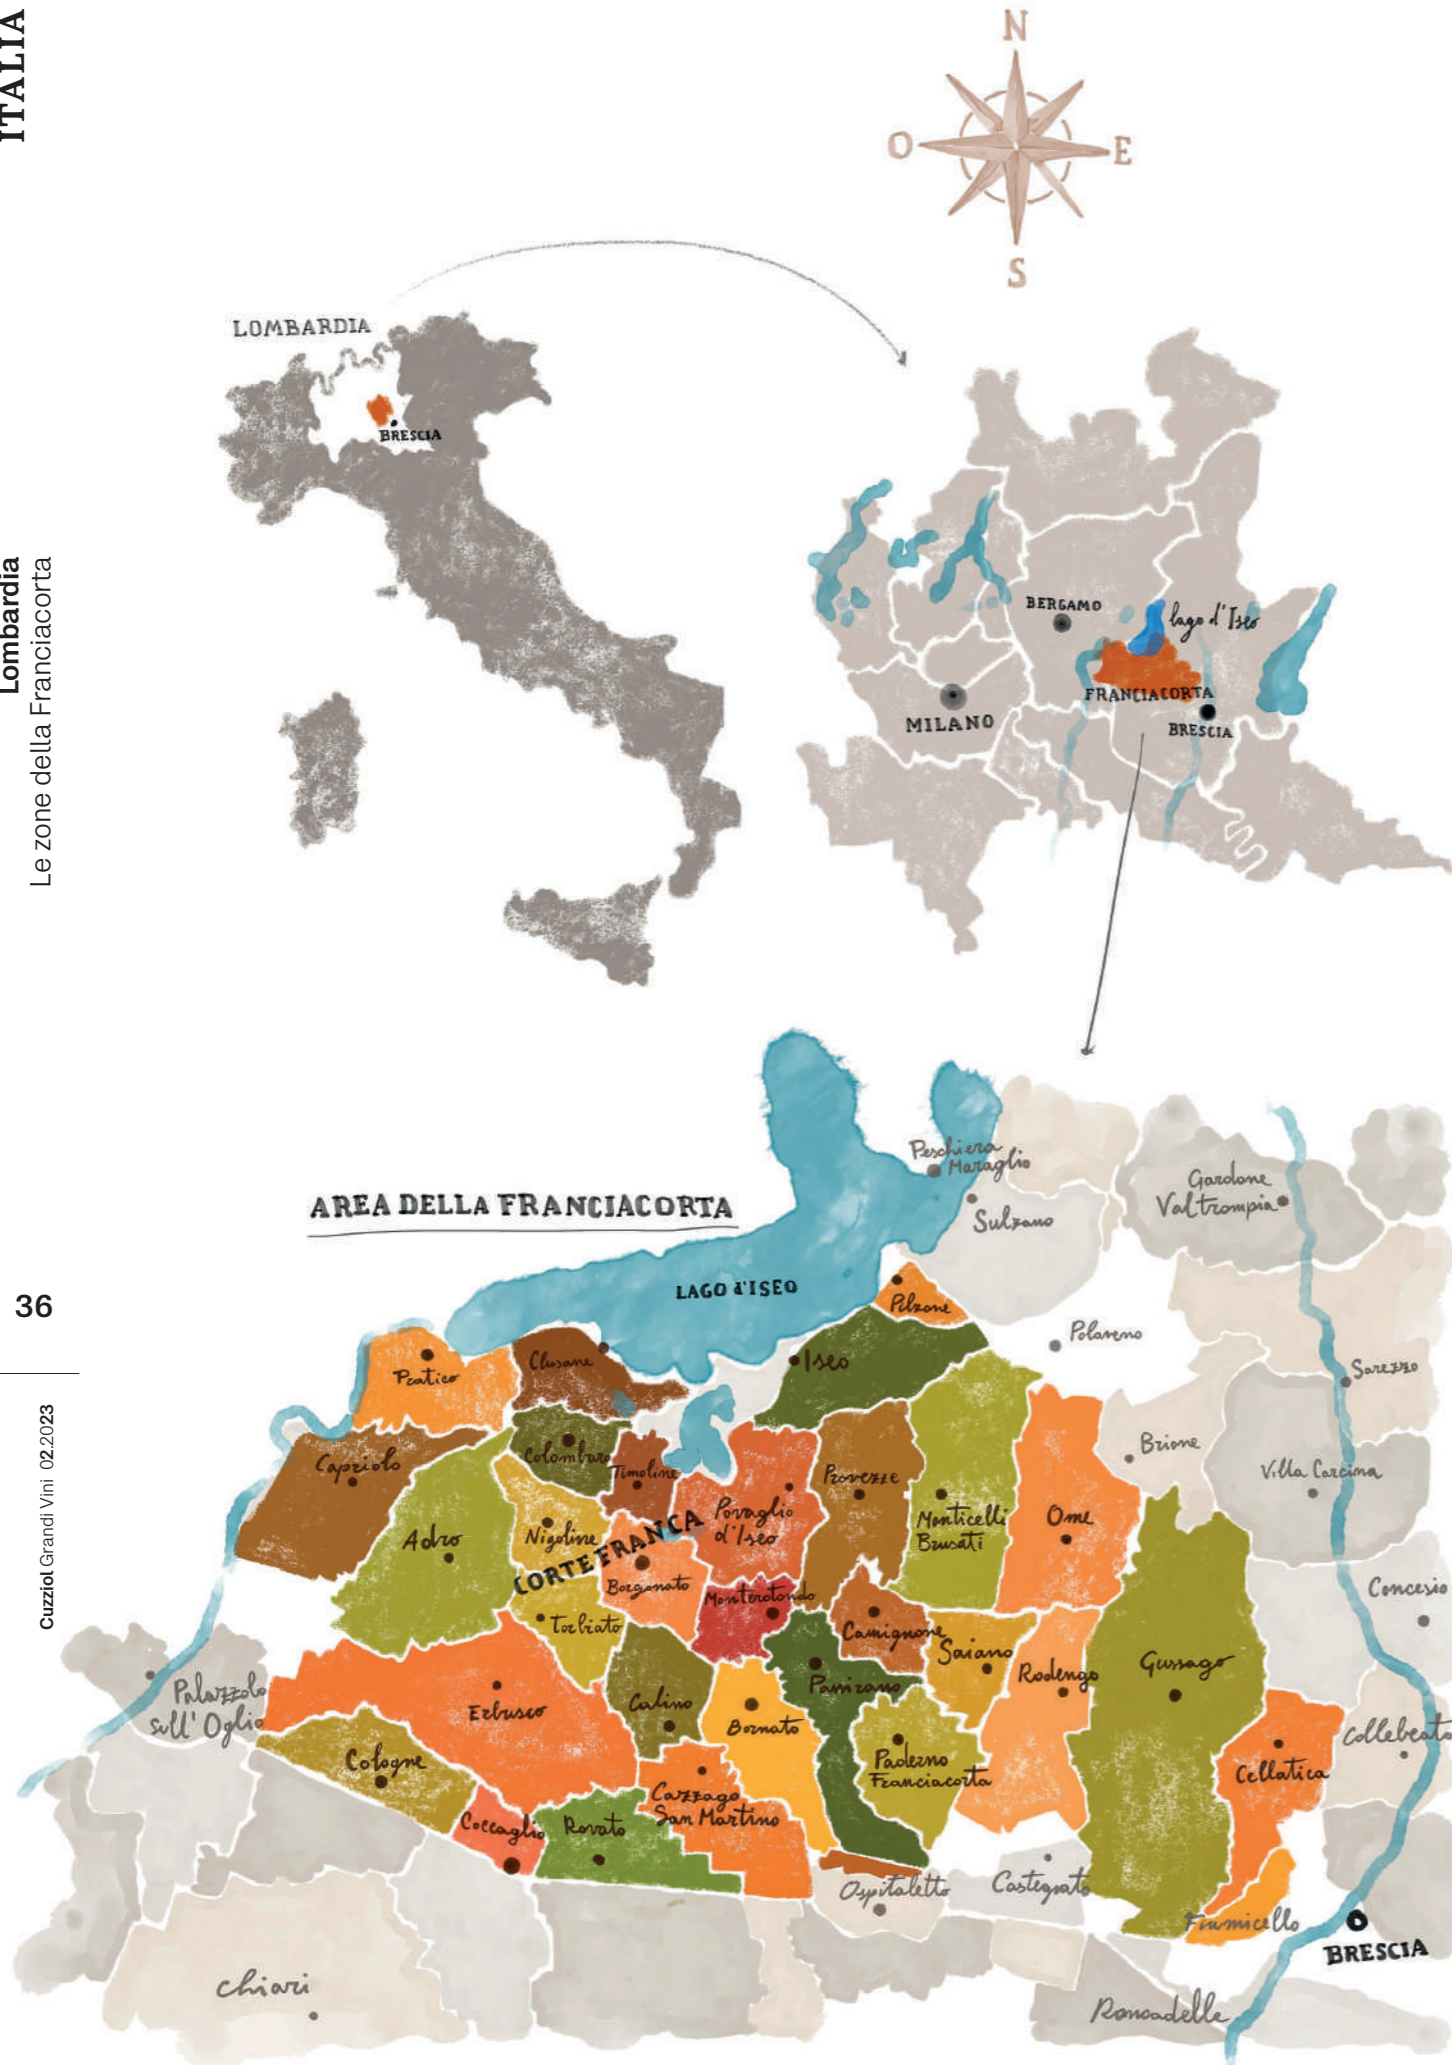 ITALIA
Lombardia
Le zone della Franciacorta
36
Cuzziol Grandi Vini 02.2023
N
O
E
S
LOMBARDIA
BRESCIA
BERGAMO
lago d'Iseo
FRANCIACORTA
MILANO
BRESCIA
AREA DELLA FRANCIACORTA
LAGO d'ISEO
Peschiera
Maraglio
Sulzano
Gardone
Valtrompia
Pilzone
Polaveno
Sarezzo
Pratico
Clusane
Iseo
Brione
Villa Carcina
Capriolo
Colombaro
Timoline
Provezze
Adro
Nigoline
Provaglio
d'Iseo
Monticelli
Brusati
Ome
CORTE FRANCA
Borgonato
Monterotondo
Concesio
Torbiato
Camignone
Saiano
Rodengo
Gussago
Palazzolo
sull'Oglio
Erbusco
Calino
Bornato
Passirano
Collebeato
Cologne
Paderno
Franciacorta
Cellatica
Cazzago
San Martino
Coccaglio
Rovato
Ospitaletto
Castegnato
Fiumicello
BRESCIA
Chiari
Roncadelle